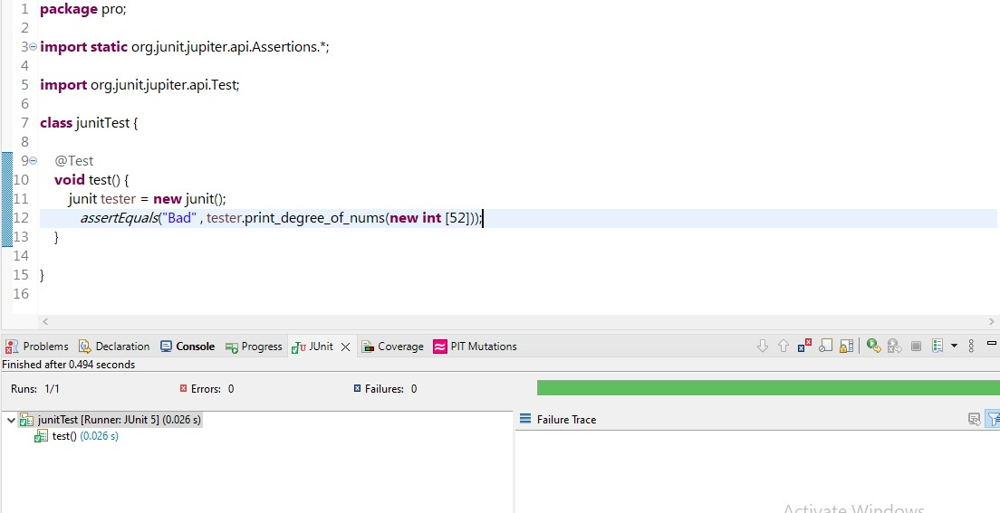 1 package pro;
2
3 import static org.junit.jupiter.api.Assertions.*;
4
5 import org.junit.jupiter.api.Test;
6
7 class junitTest {
8
9 @Test
10 void test() {
11 junit tester = new junit();
12 assertEquals("Bad" , tester.print_degree_of_nums(new int [52]));
13 }
14
15 }
16
Problems Declaration Console Progress JUnit Coverage PIT Mutations
Finished after 0.494 seconds
Runs: 1/1 Errors: 0 Failures: 0
junitTest [Runner: JUnit 5] (0.026 s) Failure Trace
test() (0.026 s)
Activate Windows